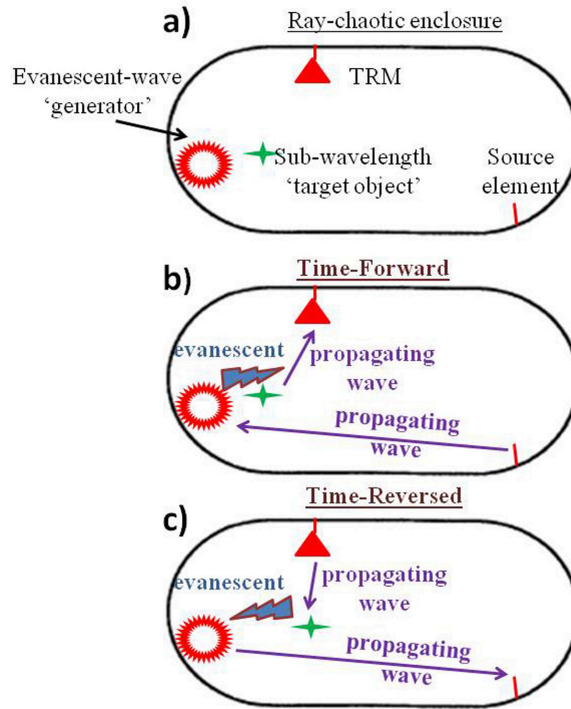 a)
Ray-chaotic enclosure
Evanescent-wave
‘generator’
TRM
Sub-wavelength
‘target object’
Source
element
Time-Forward
b)
evanescent
propagating
wave
propagating
wave
Time-Reversed
c)
evanescent
propagating
wave
propagating
wave